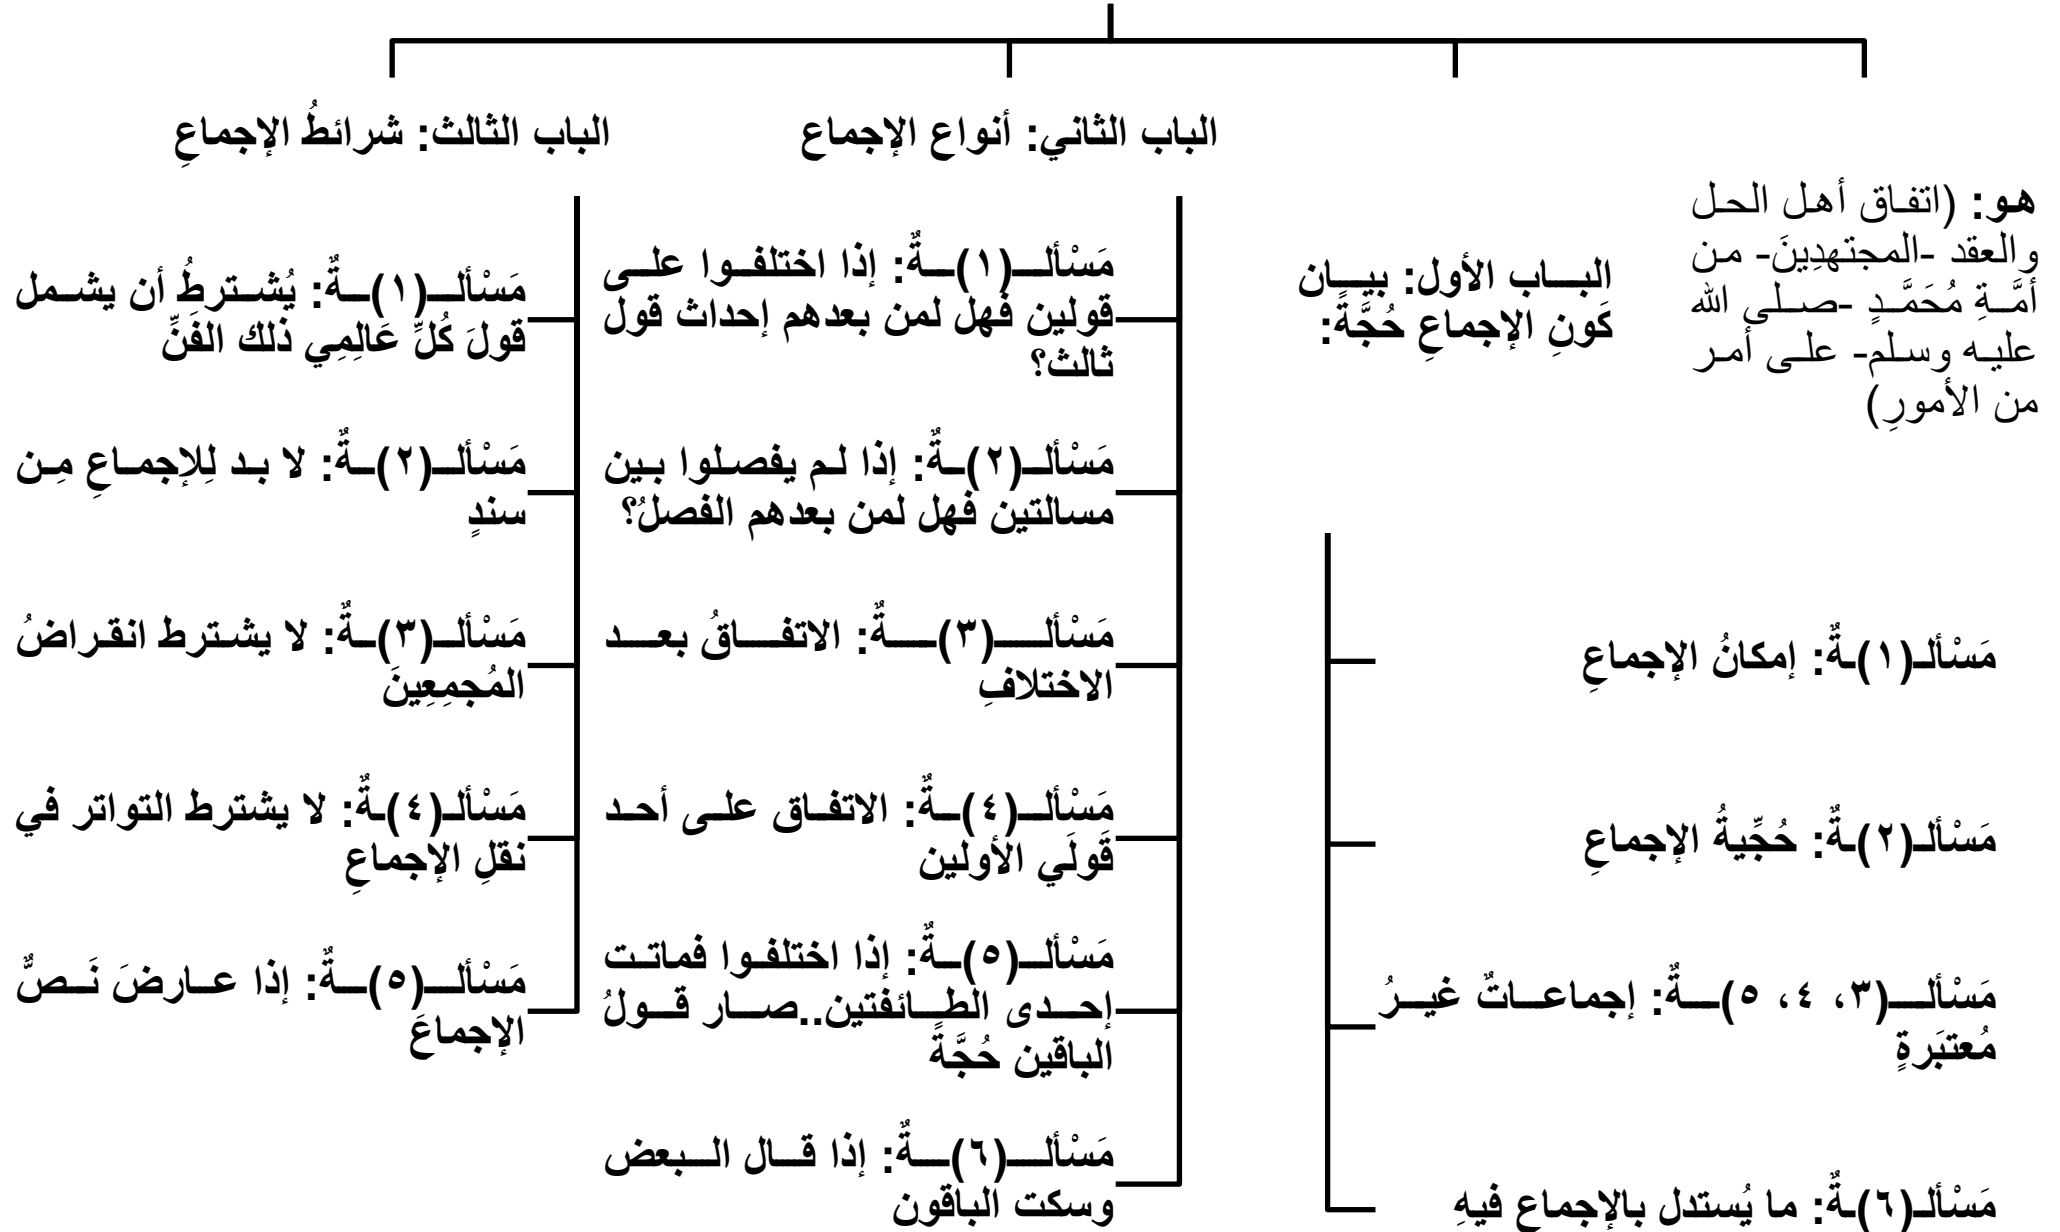 هو: (اتفاق أهل الحل
والعقد -المجتهدِينَ- من
أمَّةِ مُحَمَّدٍ -صلى الله
عليه وسلم- على أمر
من الأمورِ)
الباب الأول: بيان
كَونِ الإجماعِ حُجَّةً:
مَسْألـ(١)ـةٌ: إمكانُ الإجماعِ
مَسْألـ(٢)ـةٌ: حُجِّيةُ الإجماعِ
مَسْألـ(٣، ٤، ٥)ـةٌ: إجماعاتٌ غيرُ
مُعتبَرةٍ
مَسْألـ(٦)ـةٌ: ما يُستدل بالإجماع فيهِ
الباب الثاني: أنواع الإجماع
مَسْألـ(١)ـةٌ: إذا اختلفوا على
قولين فهل لمن بعدهم إحداث قول
ثالث؟
مَسْألـ(٢)ـةٌ: إذا لم يفصلوا بين
مسالتين فهل لمن بعدهم الفصلُ؟
مَسْألـ(٣)ـةٌ: الاتفاقُ بعد
الاختلافِ
مَسْألـ(٤)ـةٌ: الاتفاق على أحد
قَولَي الأولين
مَسْألـ(٥)ـةٌ: إذا اختلفوا فماتت
إحدى الطائفتين..صار قولُ
الباقين حُجَّةً
مَسْألـ(٦)ـةٌ: إذا قال البعض
وسكت الباقون
الباب الثالث: شرائطُ الإجماعِ
مَسْألـ(١)ـةٌ: يُشترطُ أن يشمل
قولَ كُلِّ عَالِمِي ذلك الفَنِّ
مَسْألـ(٢)ـةٌ: لا بد لِلإجماعِ مِن
سندٍ
مَسْألـ(٣)ـةٌ: لا يشترط انقراضُ
المُجمِعِينَ
مَسْألـ(٤)ـةٌ: لا يشترط التواتر في
نقلِ الإجماعِ
مَسْألـ(٥)ـةٌ: إذا عارضَ نَصٌّ
الإجماعَ